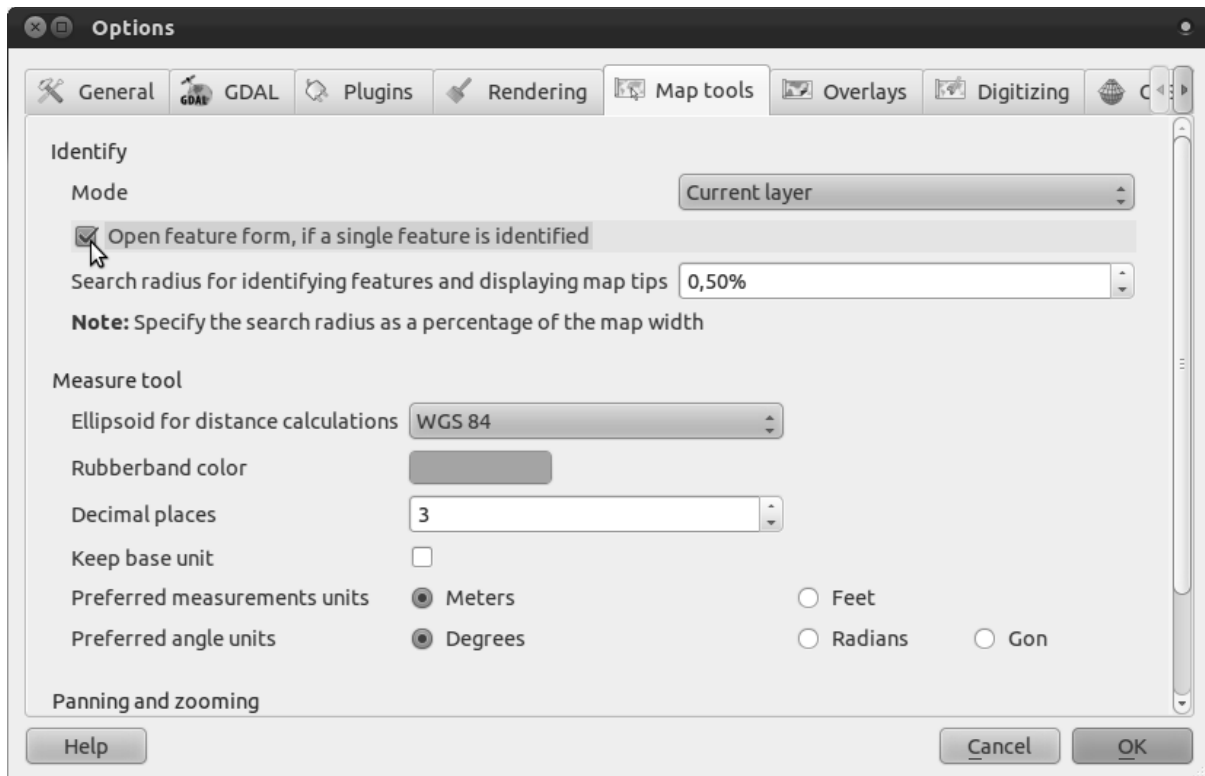 Options
General GDAL Plugins Rendering Map tools Overlays Digitizing
Identify
Mode Current layer
Open feature form, if a single feature is identified
Search radius for identifying features and displaying map tips 0,50%
Note: Specify the search radius as a percentage of the map width
Measure tool
Ellipsoid for distance calculations WGS 84
Rubberband color
Decimal places 3
Keep base unit
Preferred measurements units Meters Feet
Preferred angle units Degrees Radians Gon
Panning and zooming
Help Cancel OK